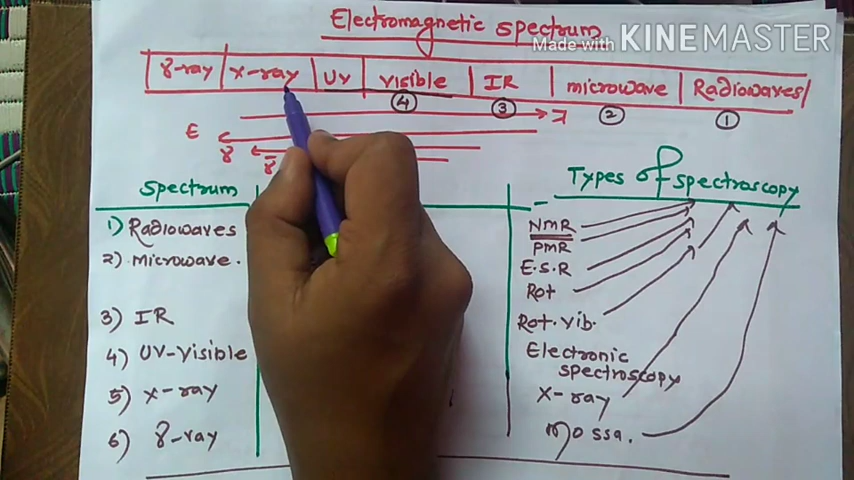 Electromagnetic spectrum
Made with KINEMASTER
γ-ray x-ray UV visible IR microwave Radiowaves
④ ③ ② ①
E
Types of spectroscopy
spectrum
NMR
1) Radiowaves
PMR
2) microwave.
E.S.R
Rot
3) IR
Rot.vib.
4) UV-visible
Electronic
spectroscopy
5) x-ray
x-ray
6) γ-ray
mossa.